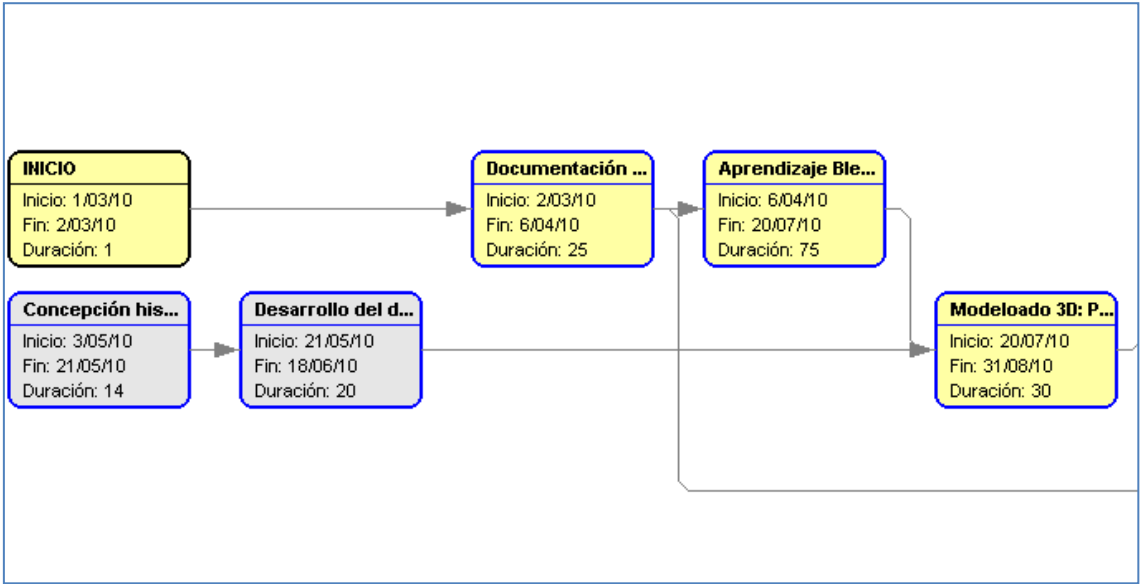 INICIO
Inicio: 1/03/10
Fin: 2/03/10
Duración: 1
Documentación ...
Inicio: 2/03/10
Fin: 6/04/10
Duración: 25
Aprendizaje Ble...
Inicio: 6/04/10
Fin: 20/07/10
Duración: 75
Concepción his...
Inicio: 3/05/10
Fin: 21/05/10
Duración: 14
Desarrollo del d...
Inicio: 21/05/10
Fin: 18/06/10
Duración: 20
Modeloado 3D: P...
Inicio: 20/07/10
Fin: 31/08/10
Duración: 30